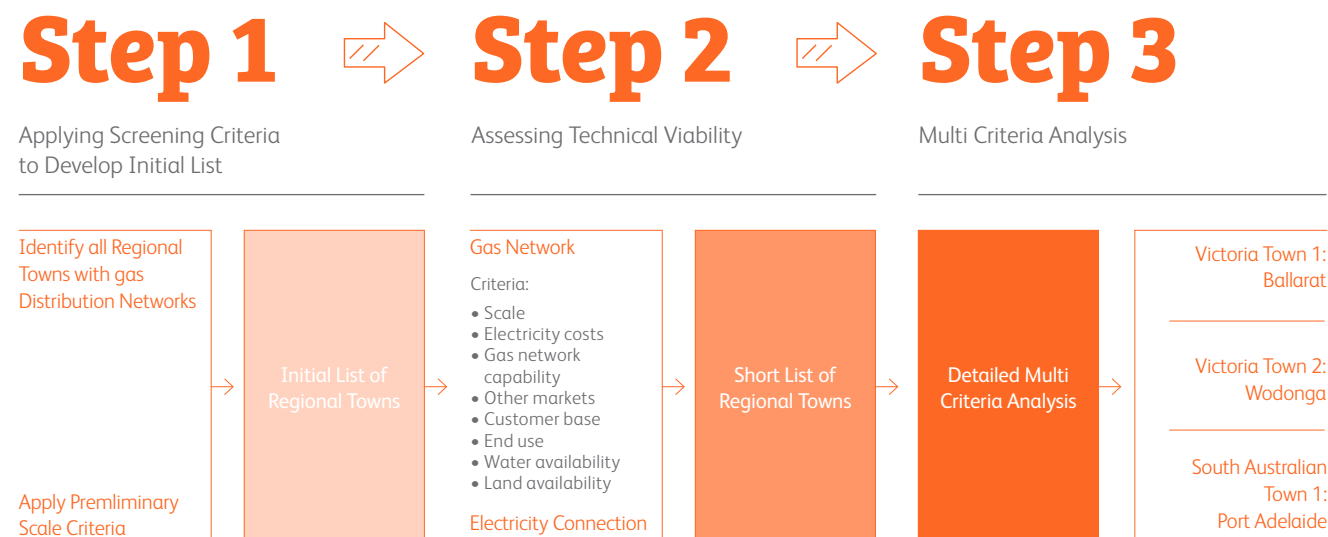 Step 1
Step 2
Step 3
Applying Screening Criteria
to Develop Initial List
Assessing Technical Viability
Multi Criteria Analysis
Identify all Regional
Towns with gas
Distribution Networks
Apply Premliminary
Scale Criteria
Initial List of
Regional Towns
Gas Network
Criteria:
• Scale
• Electricity costs
• Gas network
capability
• Other markets
• Customer base
• End use
• Water availability
• Land availability
Electricity Connection
Short List of
Regional Towns
Detailed Multi
Criteria Analysis
Victoria Town 1:
Ballarat
Victoria Town 2:
Wodonga
South Australian
Town 1:
Port Adelaide